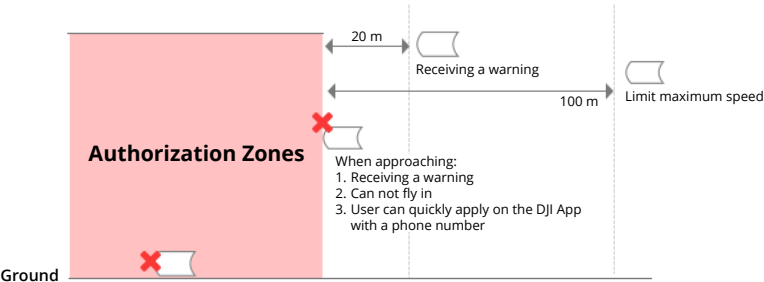 20 m
Receiving a warning
100 m
Limit maximum speed
Authorization Zones
When approaching:
1. Receiving a warning
2. Can not fly in
3. User can quickly apply on the DJI App
with a phone number
Ground